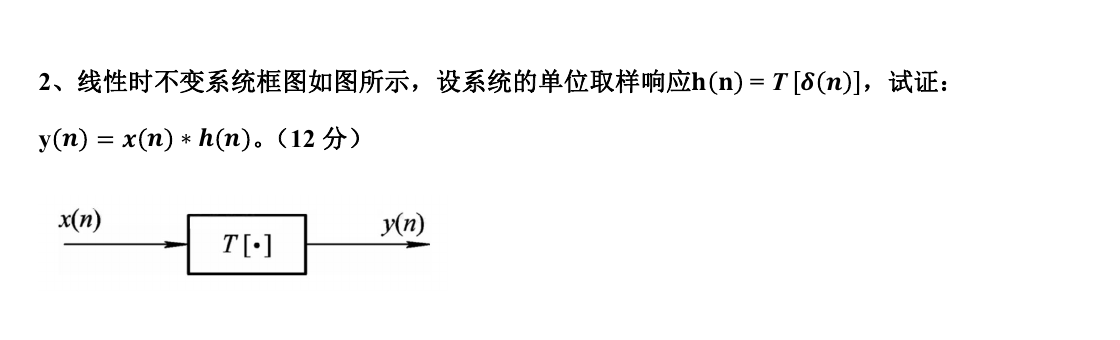 2、线性时不变系统框图如图所示，设系统的单位取样响应h(n) = T[δ(n)]，试证：
y(n) = x(n) * h(n)。（12 分）
x(n)
y(n)
T[·]